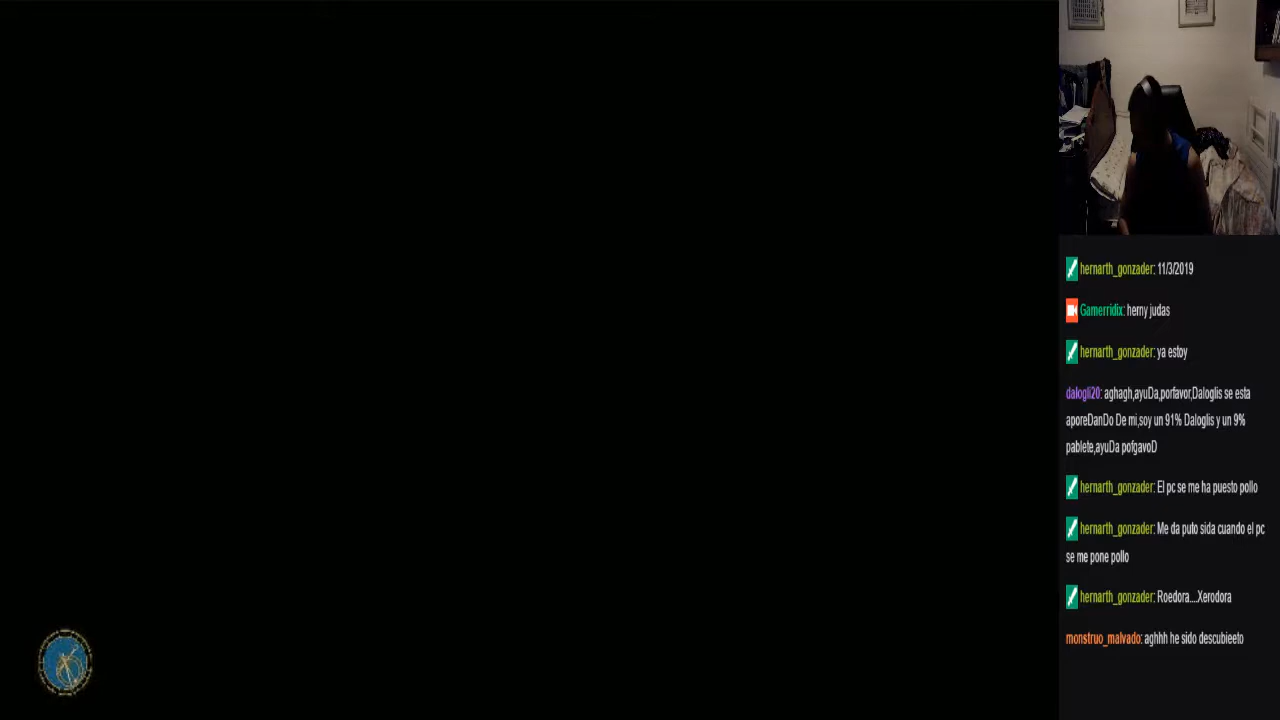 hernarth_gonzader: 11/3/2019
Gamerridix: herny judas
hernarth_gonzader: ya estoy
dalogli20: aghagh,ayuDa,porfavor,Daloglis se esta
aporeDanDo De mi,soy un 91% Daloglis y un 9%
pablete,ayuDa pofgavoD
hernarth_gonzader: El pc se me ha puesto pollo
hernarth_gonzader: Me da puto sida cuando el pc
se me pone pollo
hernarth_gonzader: Roedora....Xerodora
monstruo_malvado: aghhh he sido descubieeto